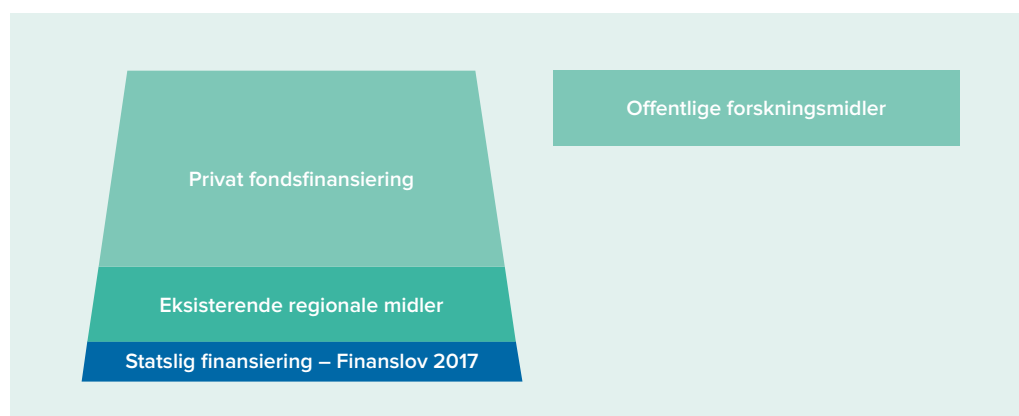 Offentlige forskningsmidler
Privat fondsfinansiering
Eksisterende regionale midler
Statslig finansiering – Finanslov 2017